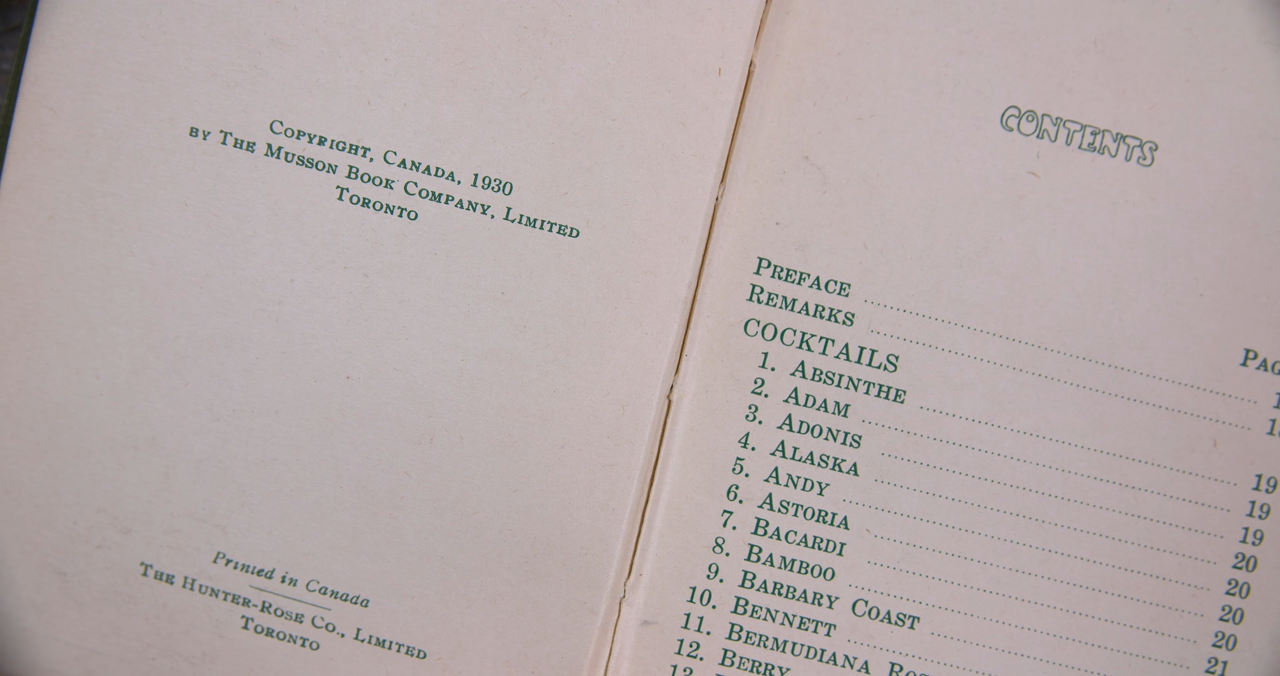 Copyright, Canada, 1930
by The Musson Book Company, Limited
Toronto
Printed in Canada
The Hunter-Rose Co., Limited
Toronto
CONTENTS
Preface
Remarks
COCKTAILS
1. Absinthe 19
2. Adam 19
3. Adonis 19
4. Alaska 20
5. Andy 20
6. Astoria 20
7. Bacardi 20
8. Bamboo 21
9. Barbary Coast
10. Bennett
11. Bermudiana
12. Berry